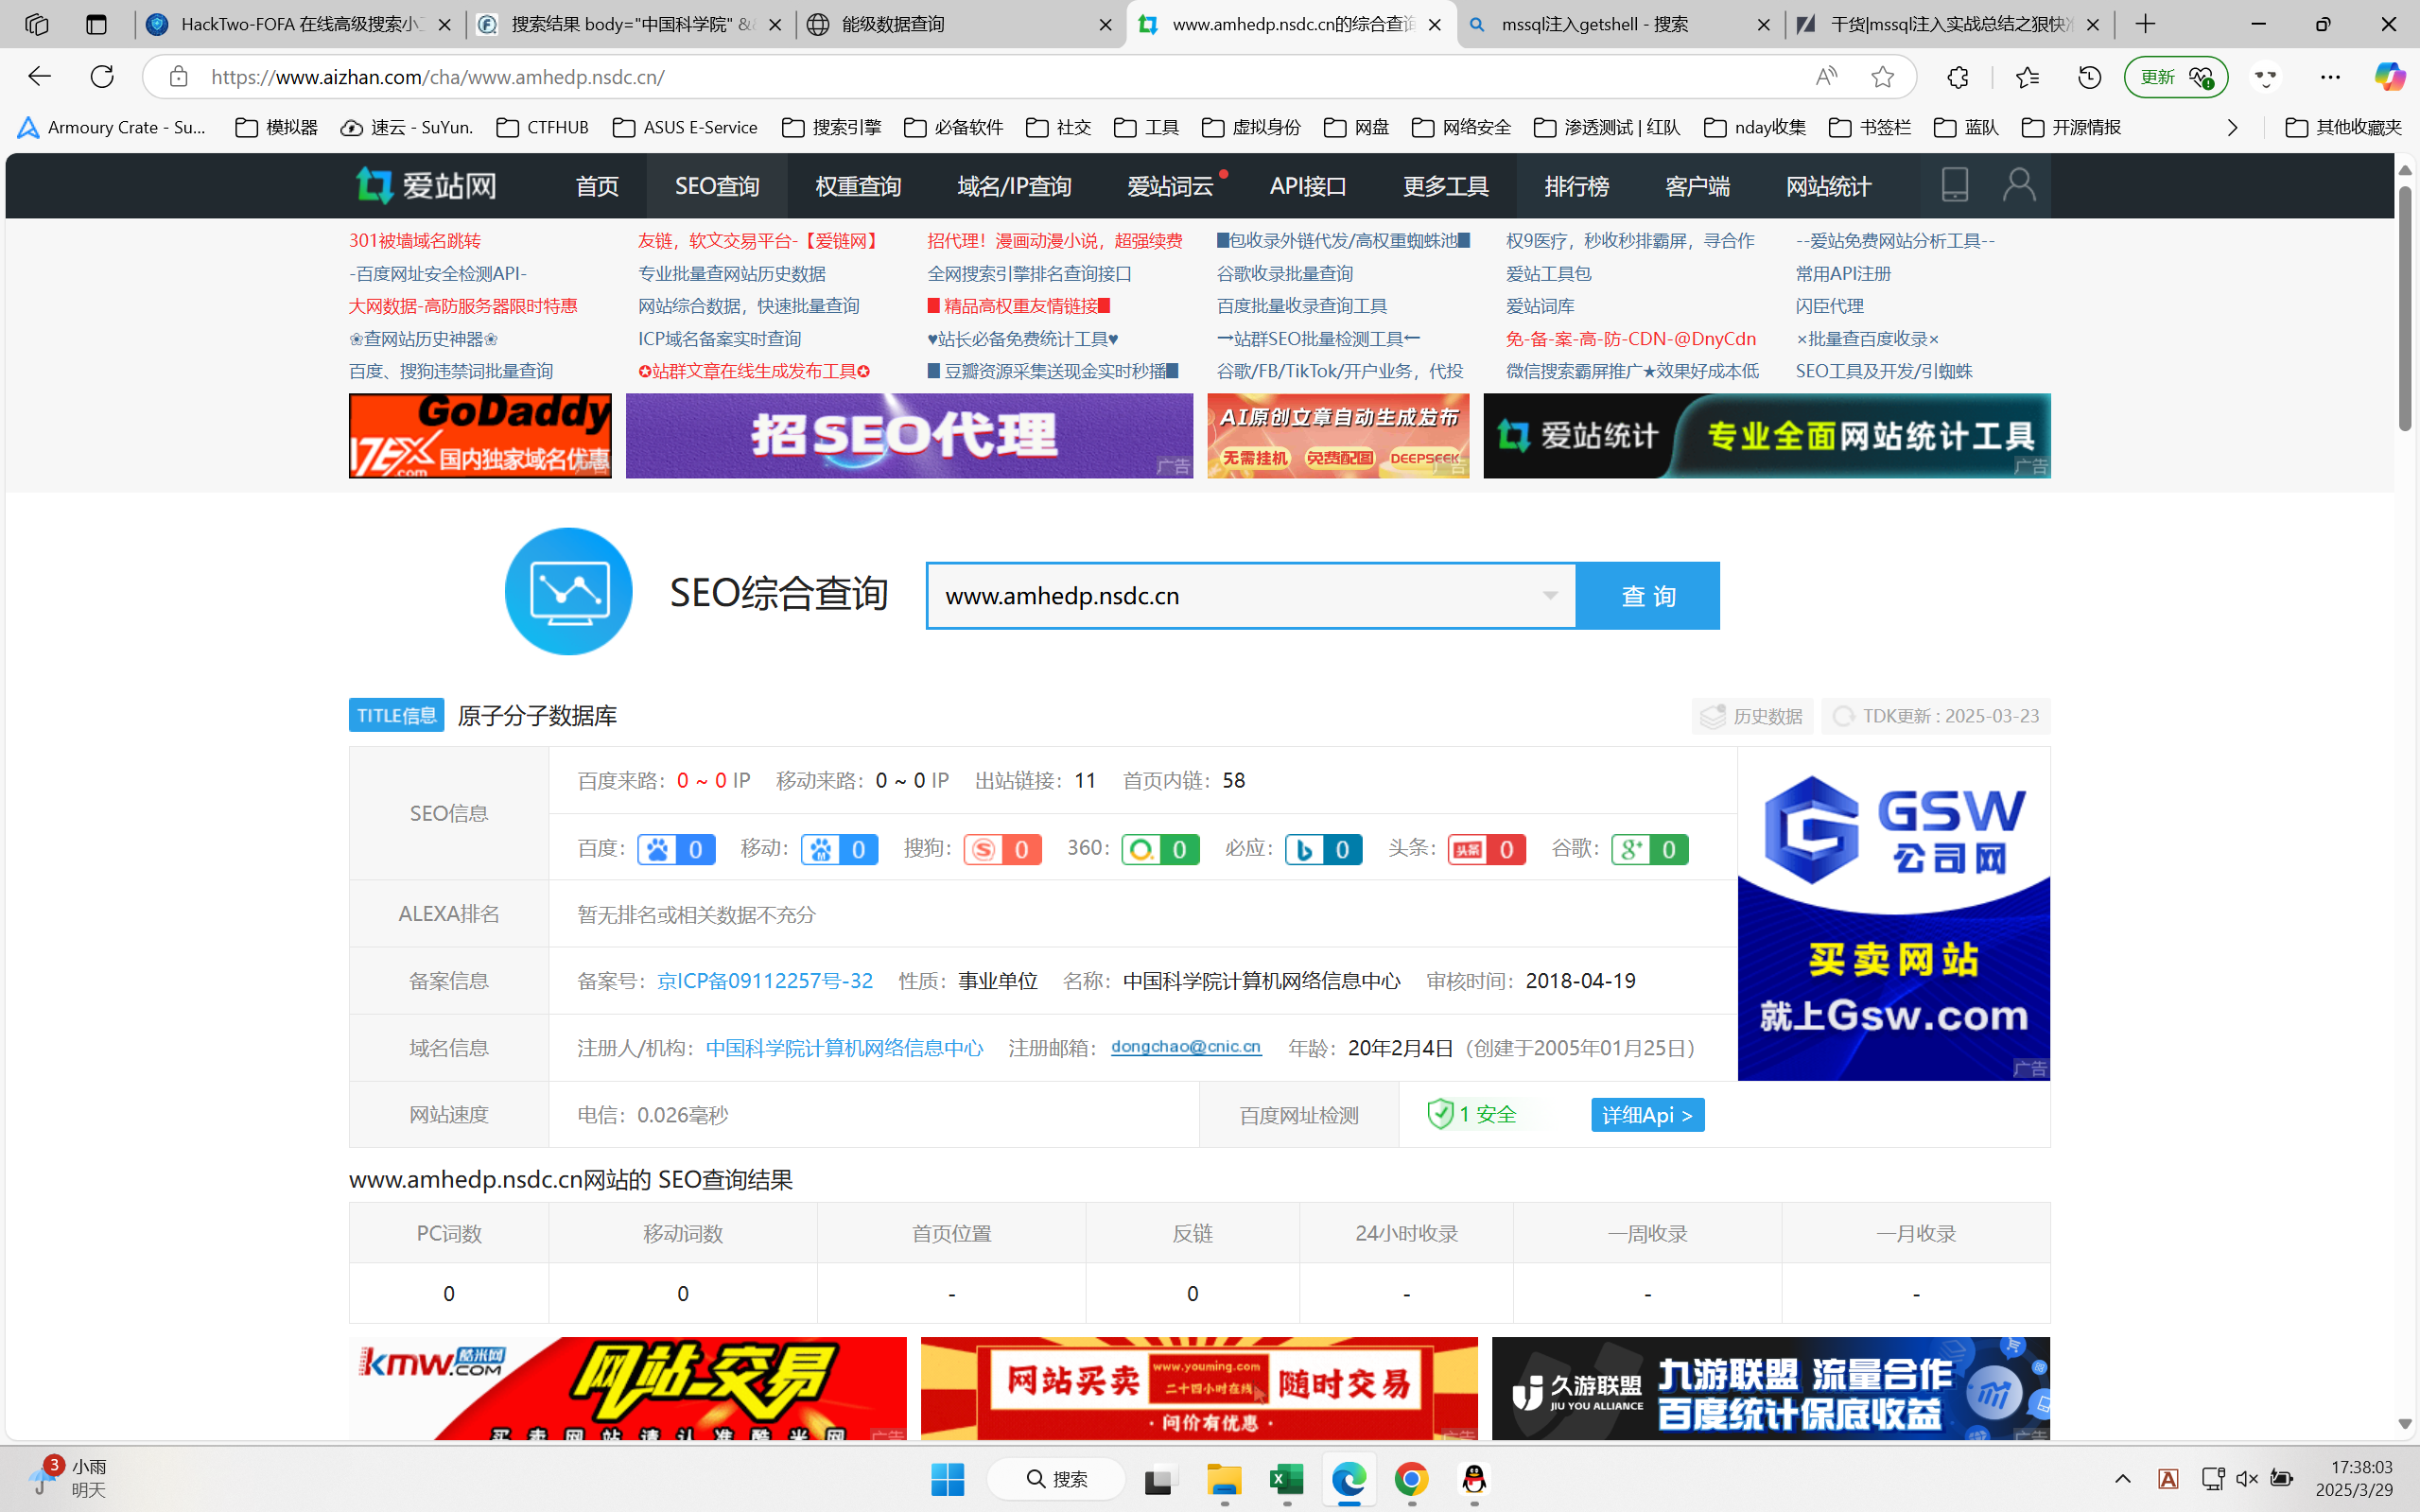 HackTwo-FOFA 在线高级搜索小工
搜索结果 body="中国科学院" &&
能级数据查询
www.amhedp.nsdc.cn的综合查询
mssql注入getshell - 搜索
干货|mssql注入实战总结之狠快准
https://www.aizhan.com/cha/www.amhedp.nsdc.cn/
更新
Armoury Crate - Su...
模拟器
速云 - SuYun.
CTFHUB
ASUS E-Service
搜索引擎
必备软件
社交
工具
虚拟身份
网盘
网络安全
渗透测试 | 红队
nday收集
书签栏
蓝队
开源情报
其他收藏夹
爱站网
首页
SEO查询
权重查询
域名/IP查询
爱站词云
API接口
更多工具
排行榜
客户端
网站统计
301被墙域名跳转
友链，软文交易平台-【爱链网】
招代理！漫画动漫小说，超强续费
█包收录外链代发/高权重蜘蛛池█
权9医疗，秒收秒排霸屏，寻合作
--爱站免费网站分析工具--
-百度网址安全检测API-
专业批量查网站历史数据
全网搜索引擎排名查询接口
谷歌收录批量查询
爱站工具包
常用API注册
大网数据-高防服务器限时特惠
网站综合数据，快速批量查询
█ 精品高权重友情链接█
百度批量收录查询工具
爱站词库
闪臣代理
❀查网站历史神器❀
ICP域名备案实时查询
♥站长必备免费统计工具♥
→站群SEO批量检测工具←
免-备-案-高-防-CDN-@DnyCdn
×批量查百度收录×
百度、搜狗违禁词批量查询
✪站群文章在线生成发布工具✪
█ 豆瓣资源采集送现金实时秒播█
谷歌/FB/TikTok/开户业务，代投
微信搜索霸屏推广★效果好成本低
SEO工具及开发/引蜘蛛
GoDaddy
17EX.com 国内独家域名优惠
招SEO代理
广告
AI原创文章自动生成发布
无需挂机 免费配图 DEEPSEEK
广告
爱站统计 专业全面网站统计工具
广告
SEO综合查询
www.amhedp.nsdc.cn
查 询
TITLE信息 原子分子数据库
历史数据
TDK更新 : 2025-03-23
SEO信息
百度来路：0 ~ 0 IP 移动来路：0 ~ 0 IP 出站链接：11 首页内链：58
百度： 0 移动： 0 搜狗： 0 360： 0 必应： 0 头条：头条 0 谷歌： 0
ALEXA排名
暂无排名或相关数据不充分
备案信息
备案号：京ICP备09112257号-32 性质：事业单位 名称：中国科学院计算机网络信息中心 审核时间：2018-04-19
域名信息
注册人/机构：中国科学院计算机网络信息中心 注册邮箱：dongchao@cnic.cn 年龄：20年2月4日（创建于2005年01月25日）
网站速度
电信：0.026毫秒
百度网址检测
1 安全
详细Api >
GSW
公司网
买卖网站
就上Gsw.com
广告
www.amhedp.nsdc.cn网站的 SEO查询结果
PC词数 移动词数 首页位置 反链 24小时收录 一周收录 一月收录
0 0 - 0 - - -
kmw.COM 酷米网
网站交易
买卖网站请认准酷米网
广告
网站买卖
www.youming.com
二十四小时在线
随时交易
·问价有优惠·
广告
久游联盟
JIU YOU ALLIANCE
九游联盟 流量合作
百度统计保底收益
广告
3
小雨
明天
搜索
17:38:03
2025/3/29